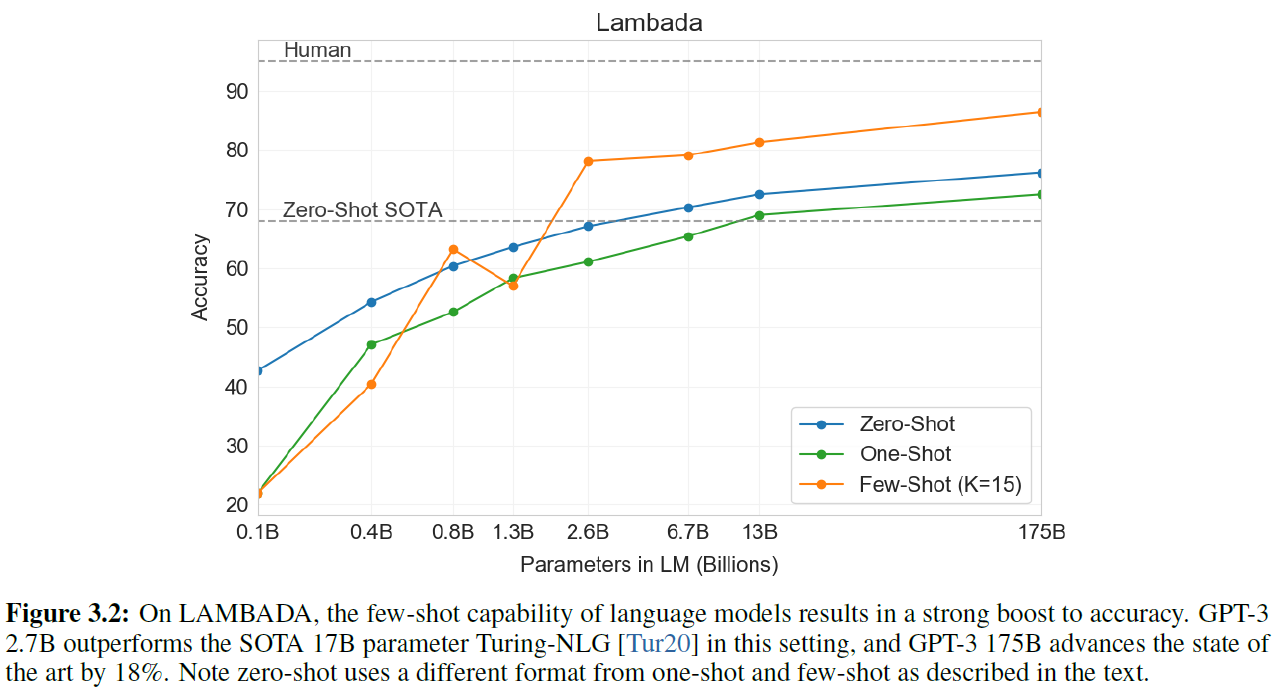 Lambada
Human
90
80
Zero-Shot SOTA
70
60
50
40
30
20
Accuracy
Zero-Shot
One-Shot
Few-Shot (K=15)
0.1B 0.4B 0.8B 1.3B 2.6B 6.7B 13B 175B
Parameters in LM (Billions)
Figure 3.2: On LAMBADA, the few-shot capability of language models results in a strong boost to accuracy. GPT-3
2.7B outperforms the SOTA 17B parameter Turing-NLG [Tur20] in this setting, and GPT-3 175B advances the state of
the art by 18%. Note zero-shot uses a different format from one-shot and few-shot as described in the text.